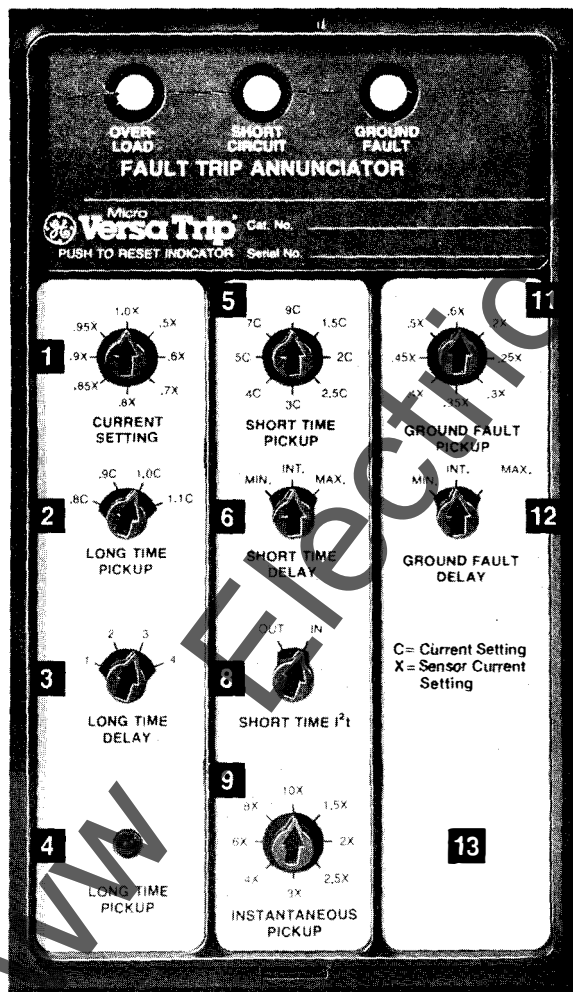 OVER-
LOAD
SHORT
CIRCUIT
GROUND
FAULT
FAULT TRIP ANNUNCIATOR
GE
Micro
Versa Trip
Cat. No.
PUSH TO RESET INDICATOR
Serial No.
1
.85X
.9X
.95X
1.0X
.5X
.6X
.7X
.8X
CURRENT
SETTING
2
.8C
.9C
1.0C
1.1C
LONG TIME
PICKUP
3
1
2
3
4
LONG TIME
DELAY
4
LONG TIME
PICKUP
5
4C
5C
7C
9C
1.5C
2C
2.5C
3C
SHORT TIME
PICKUP
6
MIN.
INT.
MAX.
SHORT TIME
DELAY
8
OUT
IN
SHORT TIME I²t
9
4X
6X
8X
10X
1.5X
2X
2.5X
3X
INSTANTANEOUS
PICKUP
11
.45X
.5X
.6X
.2X
.25X
.3X
.35X
GROUND FAULT
PICKUP
12
MIN.
INT.
MAX.
GROUND FAULT
DELAY
C = Current Setting
X = Sensor Current
Setting
13
www
Electric